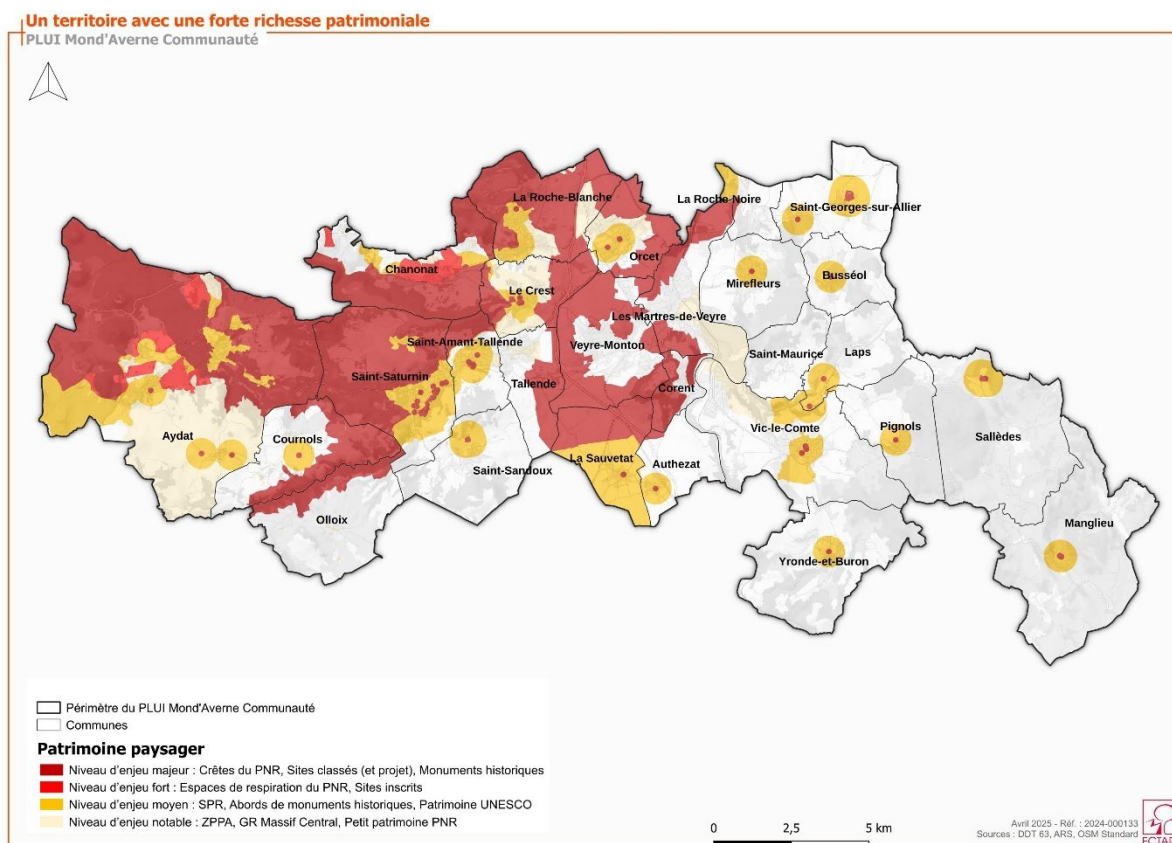 Un territoire avec une forte richesse patrimoniale
PLUI Mond'Averne Communauté
La Roche-Blanche
La Roche-Noire
Saint-Georges-sur-Allier
Orcet
Chanonat
Mirefleurs
Busséol
Le Crest
Les Martres-de-Veyre
Saint-Amant-Tallende
Veyre-Monton
Saint-Maurice
Laps
Saint-Saturnin
Tallende
Corent
Aydat
Cournols
Vic-le-Comte
Pignols
Sallèdes
La Sauvetat
Authezat
Saint-Sandoux
Olloix
Manglieu
Yronde-et-Buron
Périmètre du PLUI Mond'Averne Communauté
Communes
Patrimoine paysager
Niveau d'enjeu majeur : Crêtes du PNR, Sites classés (et projet), Monuments historiques
Niveau d'enjeu fort : Espaces de respiration du PNR, Sites inscrits
Niveau d'enjeu moyen : SPR, Abords de monuments historiques, Patrimoine UNESCO
Niveau d'enjeu notable : ZPPA, GR Massif Central, Petit patrimoine PNR
0 2,5 5 km
Avril 2025 - Réf. : 2024-000133
Sources : DDT 63, ARS, OSM Standard